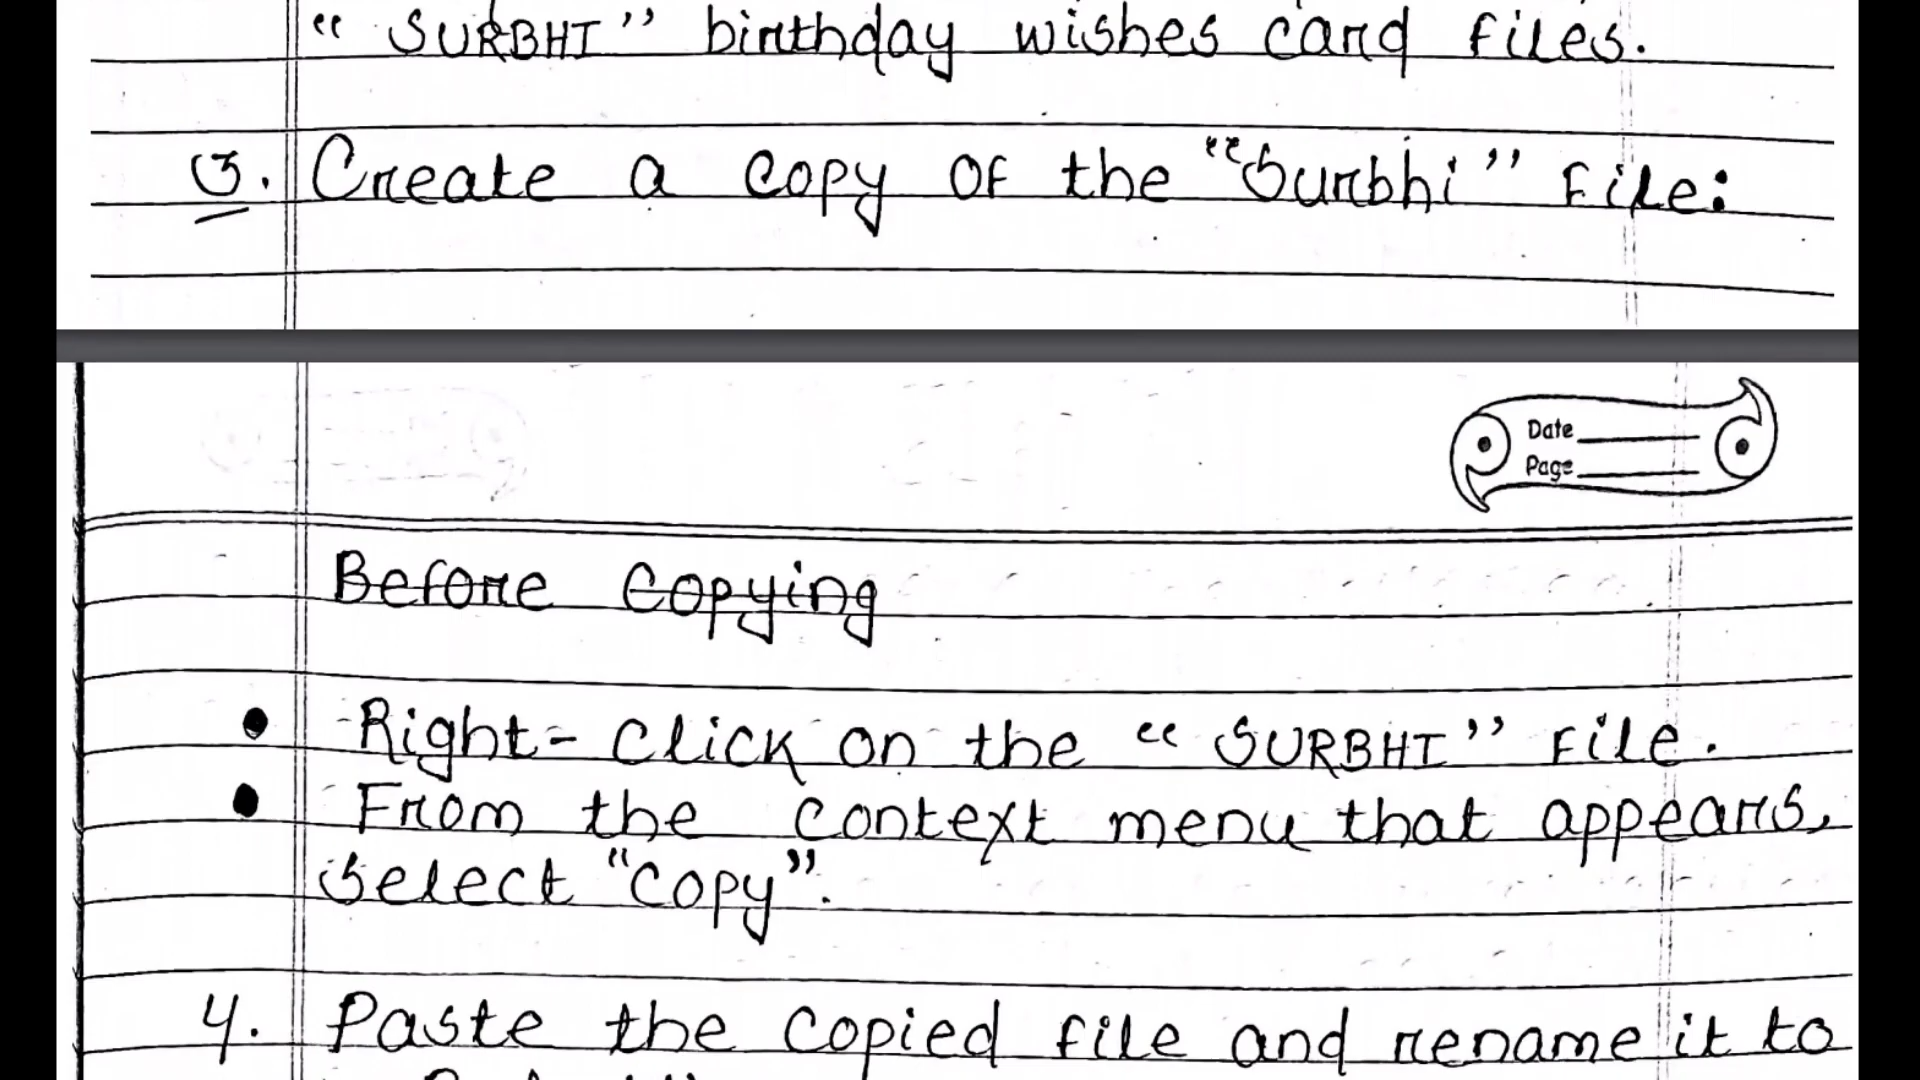 “SURBHI” birthday wishes card files.
3. Create a copy of the “Surbhi” file:
Date
Page
Before Copying
• Right-click on the “SURBHI” file.
• From the context menu that appears,
select “copy”.
4. Paste the copied file and rename it to